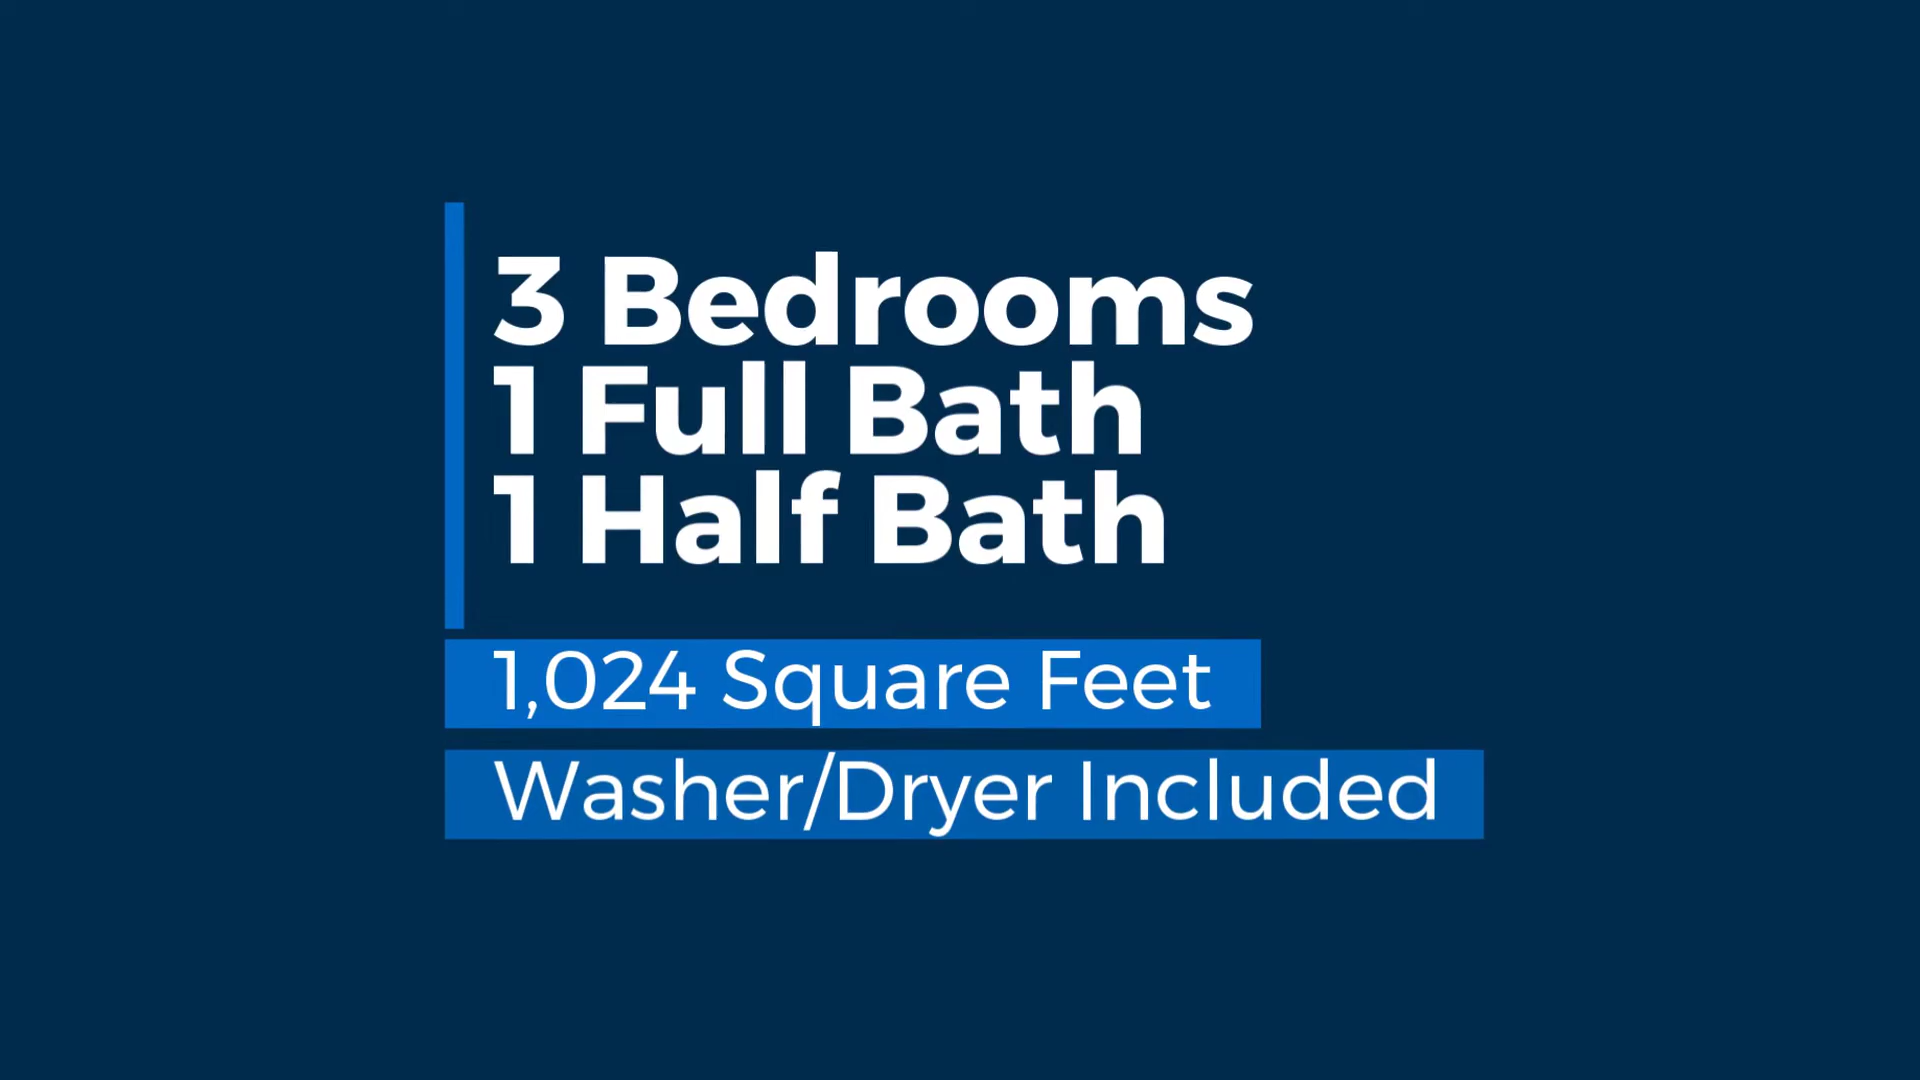 3 Bedrooms
1 Full Bath
1 Half Bath
1,024 Square Feet
Washer/Dryer Included